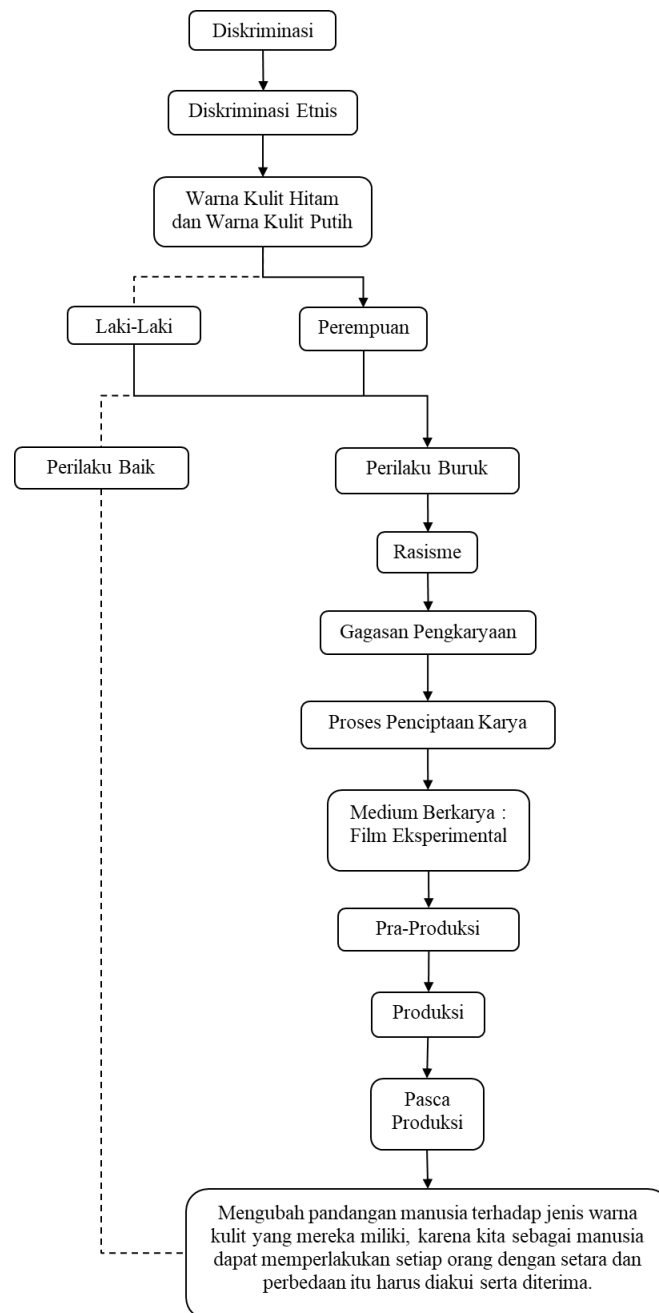 Diskriminasi
Diskriminasi Etnis
Warna Kulit Hitam
dan Warna Kulit Putih
Laki-Laki
Perempuan
Perilaku Baik
Perilaku Buruk
Rasisme
Gagasan Pengkaryaan
Proses Penciptaan Karya
Medium Berkarya :
Film Eksperimental
Pra-Produksi
Produksi
Pasca
Produksi
Mengubah pandangan manusia terhadap jenis warna
kulit yang mereka miliki, karena kita sebagai manusia
dapat memperlakukan setiap orang dengan setara dan
perbedaan itu harus diakui serta diterima.